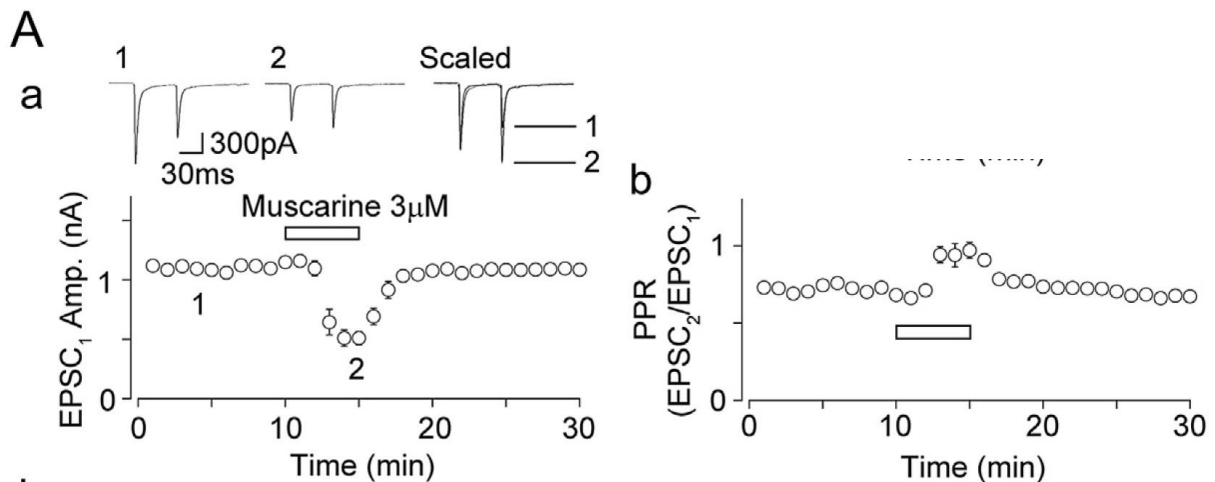 A
a
1 2 Scaled
300pA
30ms
1
2
Muscarine 3μM
EPSC₁ Amp. (nA)
1
0
1
2
0 10 20 30
Time (min)
b
PPR
(EPSC₂/EPSC₁)
1
0
0 10 20 30
Time (min)